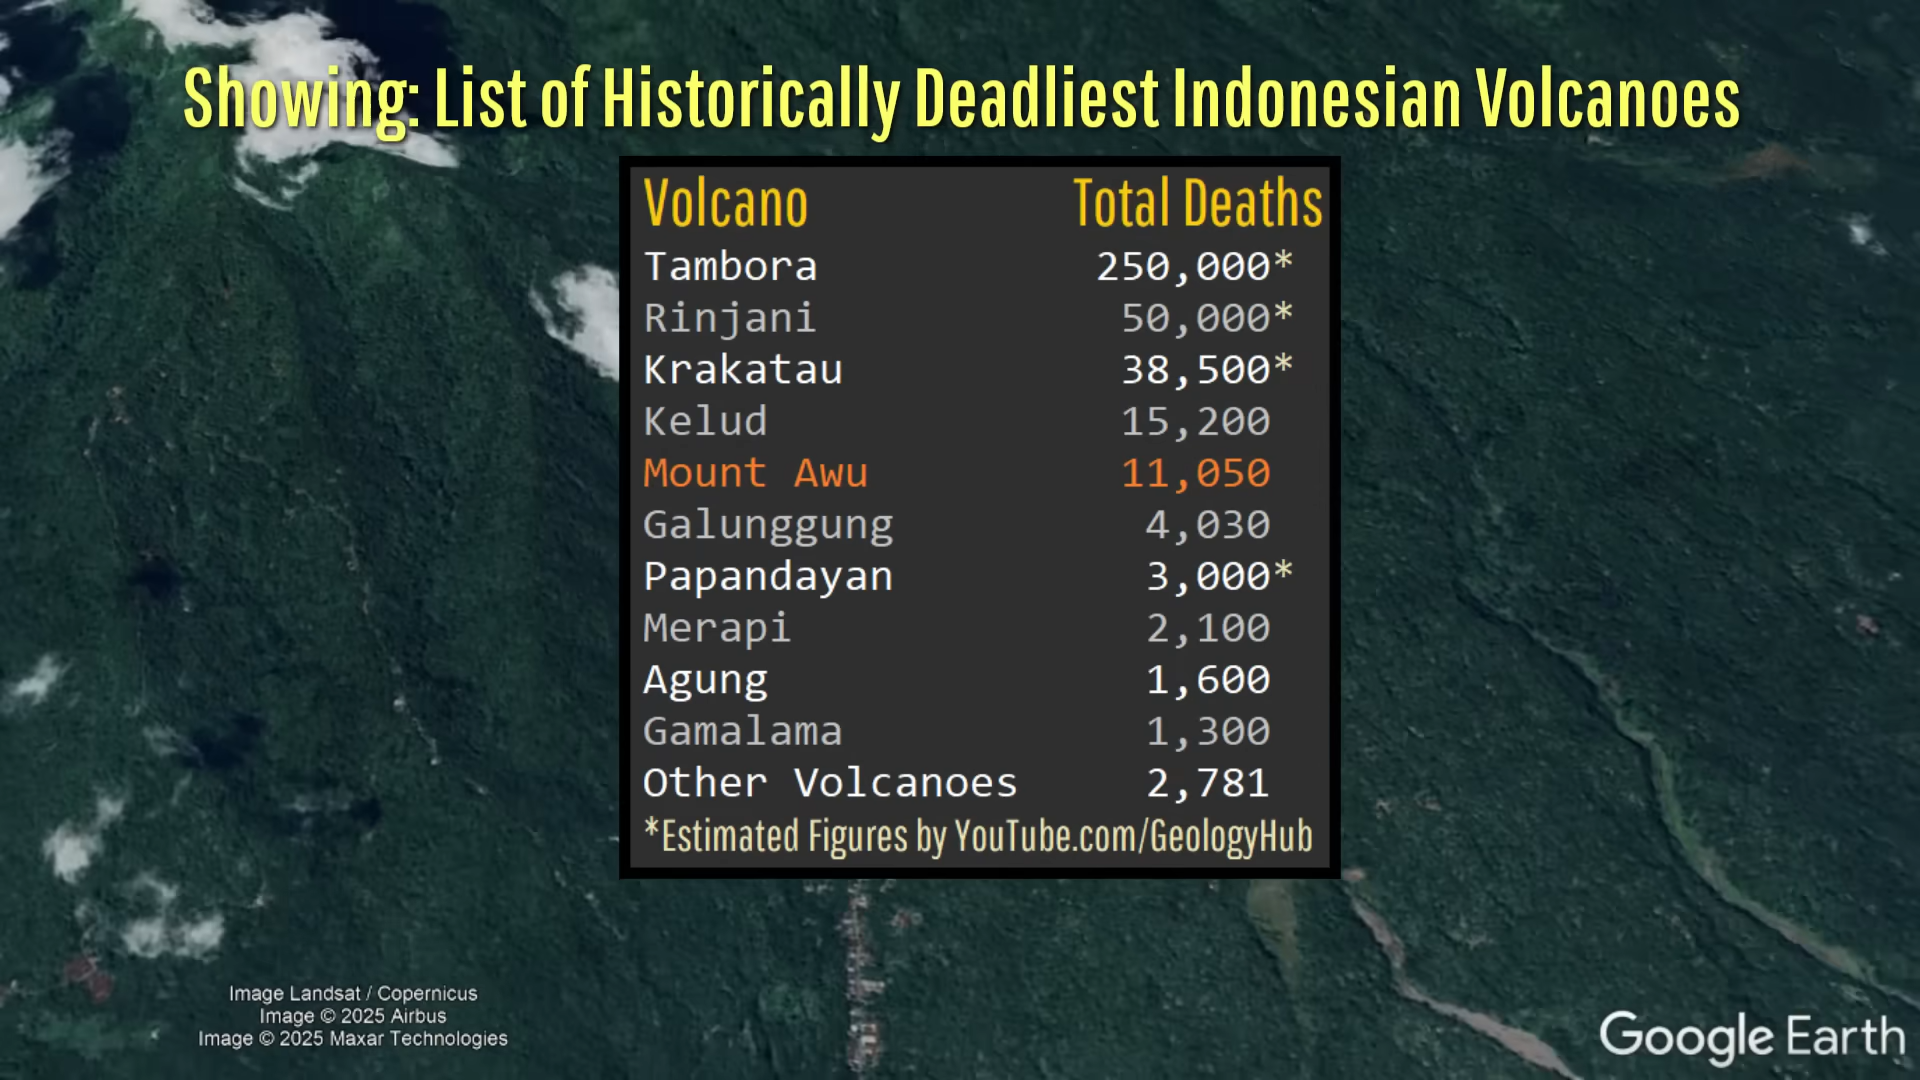 Showing: List of Historically Deadliest Indonesian Volcanoes
Volcano Total Deaths
Tambora 250,000*
Rinjani 50,000*
Krakatau 38,500*
Kelud 15,200
Mount Awu 11,050
Galunggung 4,030
Papandayan 3,000*
Merapi 2,100
Agung 1,600
Gamalama 1,300
Other Volcanoes 2,781
*Estimated Figures by YouTube.com/GeologyHub
Image Landsat / Copernicus
Image © 2025 Airbus
Image © 2025 Maxar Technologies
Google Earth